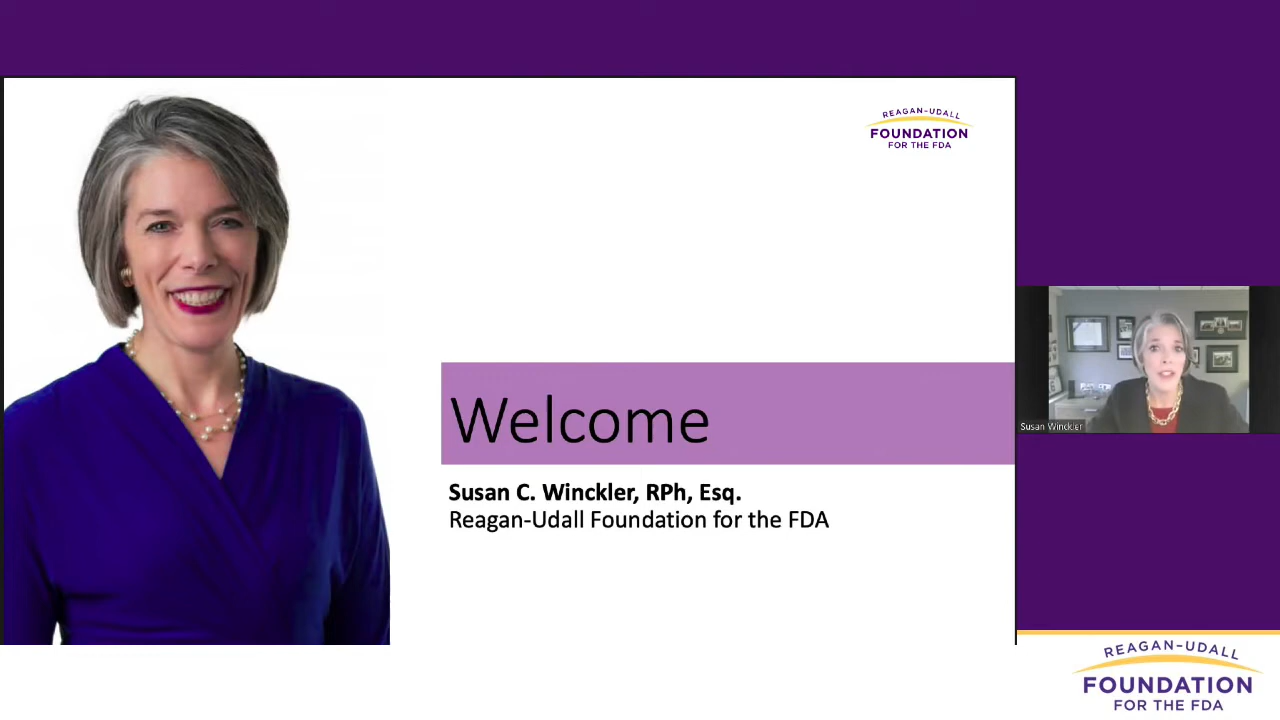 REAGAN-UDALL
FOUNDATION
FOR THE FDA
Welcome
Susan C. Winckler, RPh, Esq.
Reagan-Udall Foundation for the FDA
Susan Winckler
REAGAN-UDALL
FOUNDATION
FOR THE FDA